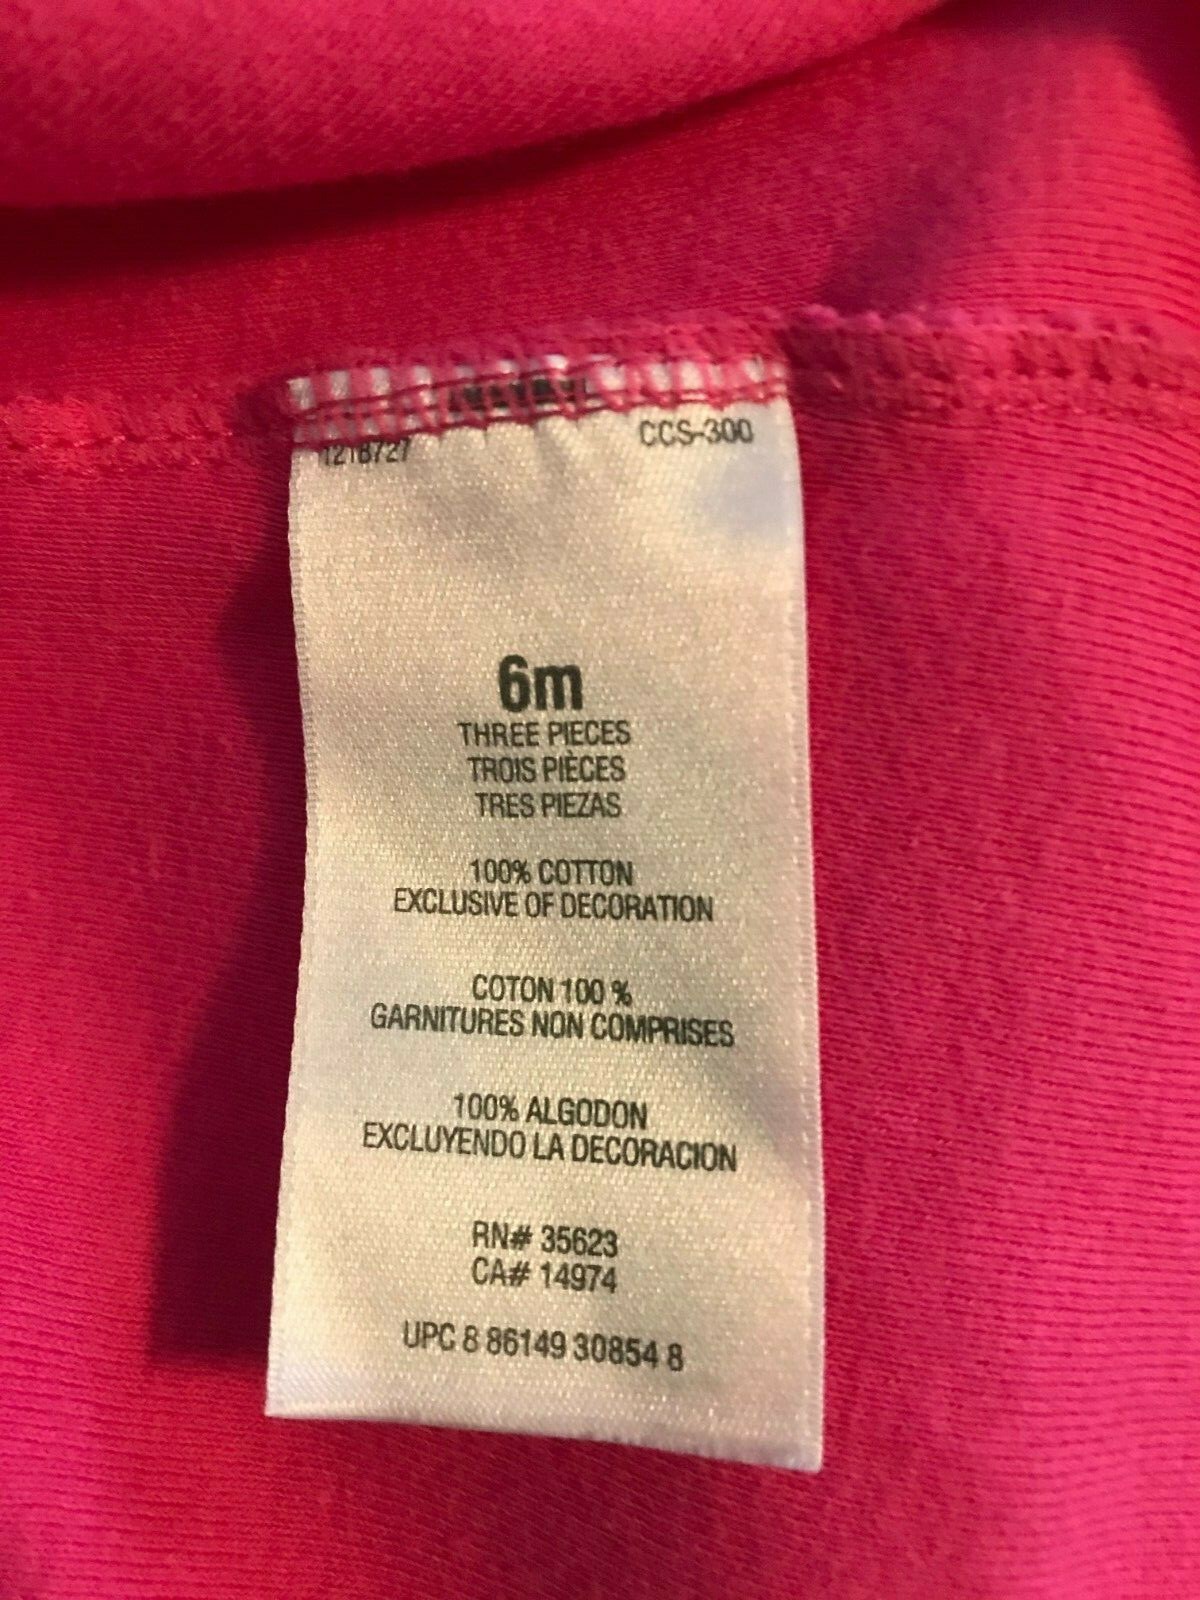 1218727 CCS-300
6m
THREE PIECES
TROIS PIÈCES
TRES PIEZAS
100% COTTON
EXCLUSIVE OF DECORATION
COTON 100 %
GARNITURES NON COMPRISES
100% ALGODON
EXCLUYENDO LA DECORACION
RN# 35623
CA# 14974
UPC 8 86149 30854 8